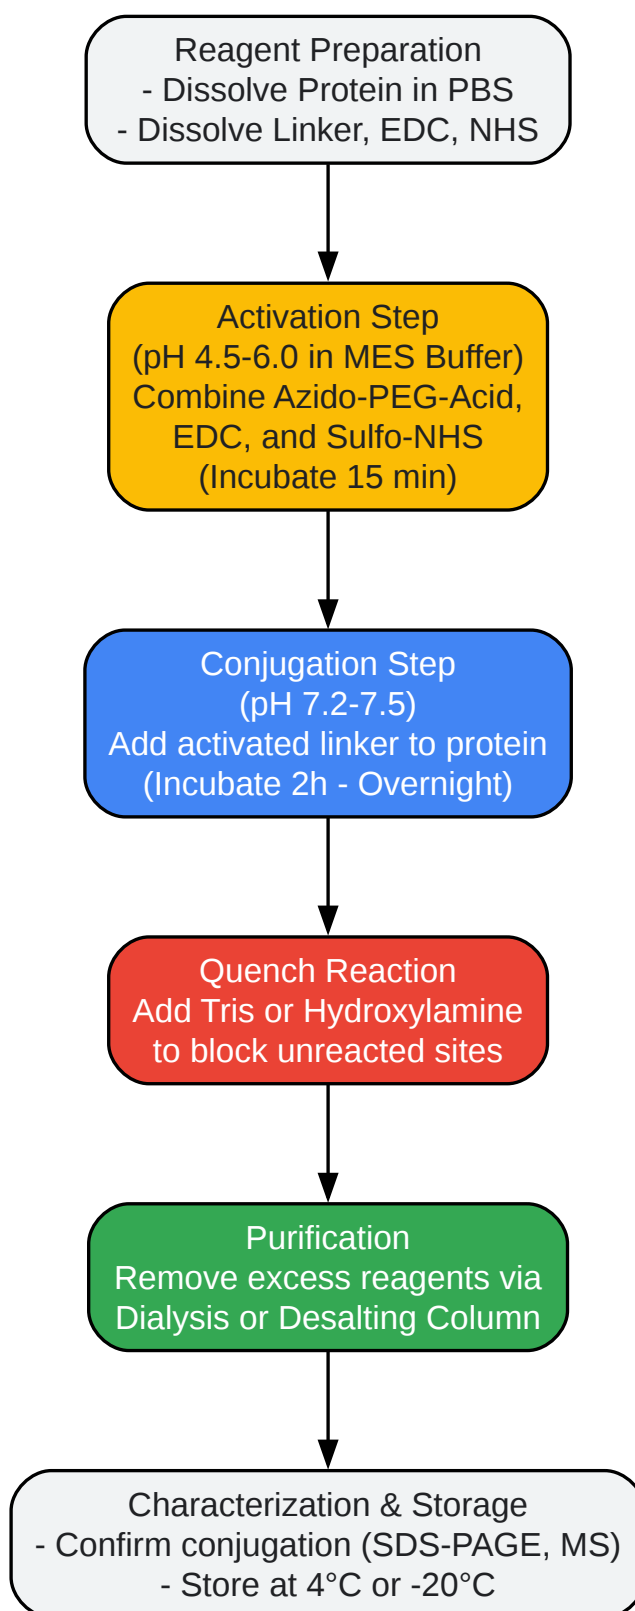 Reagent Preparation
- Dissolve Protein in PBS
- Dissolve Linker, EDC, NHS
Activation Step
(pH 4.5-6.0 in MES Buffer)
Combine Azido-PEG-Acid,
EDC, and Sulfo-NHS
(Incubate 15 min)
Conjugation Step
(pH 7.2-7.5)
Add activated linker to protein
(Incubate 2h - Overnight)
Quench Reaction
Add Tris or Hydroxylamine
to block unreacted sites
Purification
Remove excess reagents via
Dialysis or Desalting Column
Characterization & Storage
- Confirm conjugation (SDS-PAGE, MS)
- Store at 4°C or -20°C